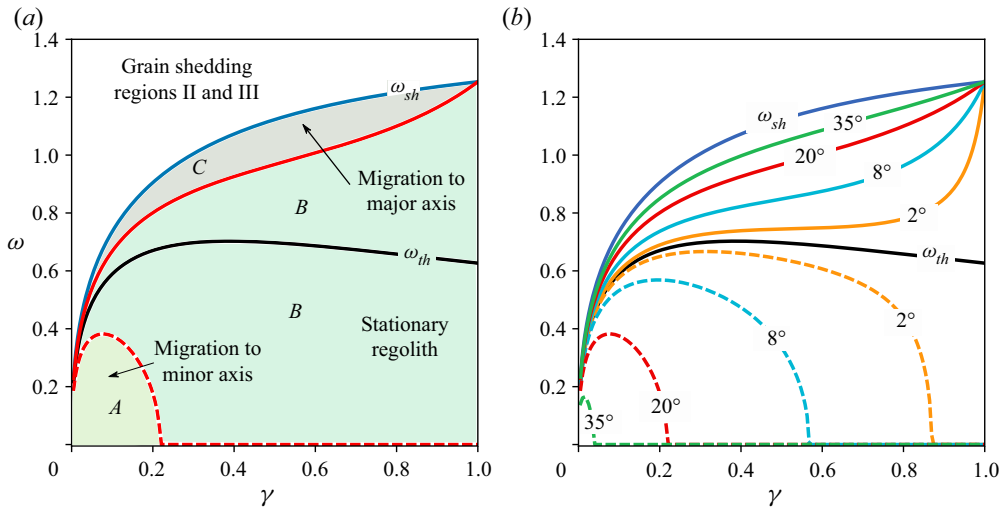 (a)
1.4
1.2
1.0
0.8
ω
0.6
0.4
0.2
0
0.2
0.4
0.6
0.8
1.0
γ
Grain shedding
regions II and III
ω_sh
C
Migration to
major axis
B
ω_th
B
Stationary
regolith
Migration to
minor axis
A
(b)
1.4
1.2
1.0
0.8
0.6
0.4
0.2
0
0.2
0.4
0.6
0.8
1.0
γ
ω_sh
35°
20°
8°
2°
ω_th
2°
8°
20°
35°